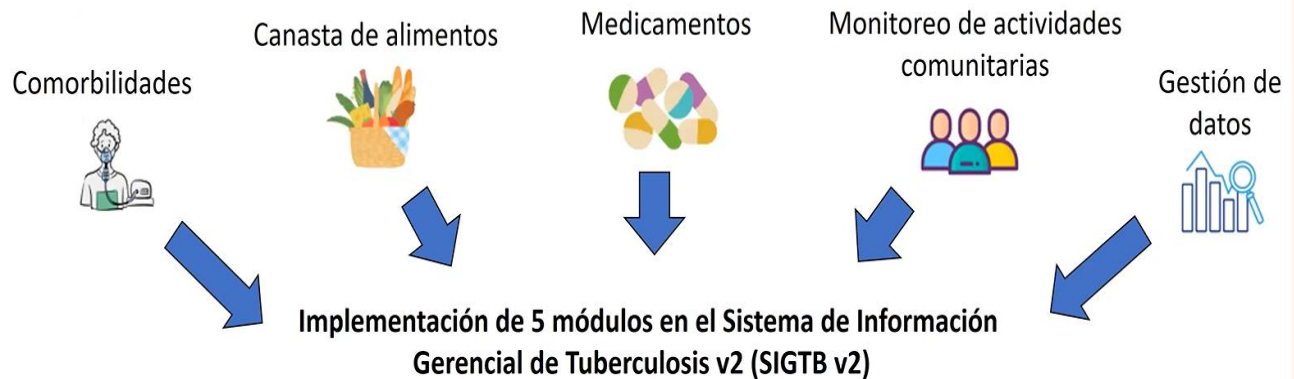 Comorbilidades
Canasta de alimentos
Medicamentos
Monitoreo de actividades
comunitarias
Gestión de
datos
Implementación de 5 módulos en el Sistema de Información
Gerencial de Tuberculosis v2 (SIGTB v2)